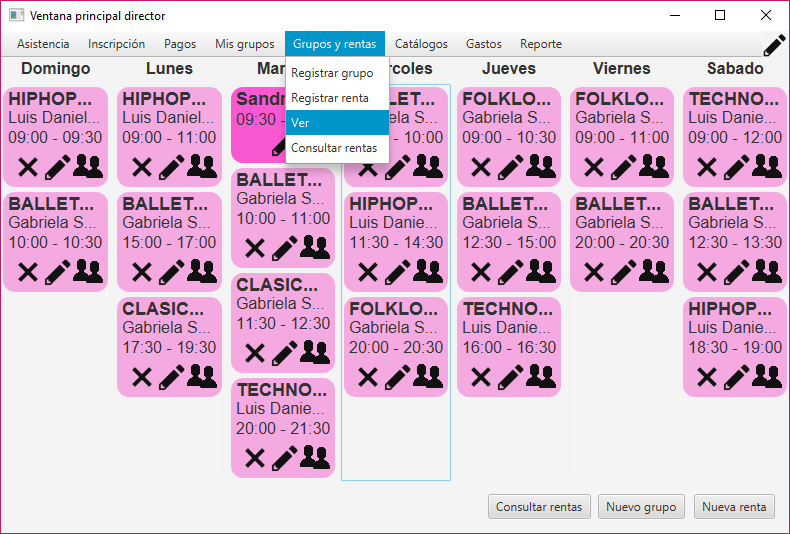 Ventana principal director
Asistencia Inscripción Pagos Mis grupos Grupos y rentas Catálogos Gastos Reporte
Registrar grupo
Registrar renta
Ver
Consultar rentas
Domingo
HIPHOP...
Luis Daniel...
09:00 - 09:30
BALLET...
Gabriela S...
10:00 - 10:30
Lunes
HIPHOP...
Luis Daniel...
09:00 - 11:00
BALLET...
Gabriela S...
15:00 - 17:00
CLASIC...
Gabriela S...
17:30 - 19:30
Mar
Sandr
09:30 -
BALLET...
Gabriela S...
10:00 - 11:00
CLASIC...
Gabriela S...
11:30 - 12:30
TECHNO...
Luis Danie...
20:00 - 21:30
rcoles
LET...
la S...
- 10:00
HIPHOP...
Luis Danie...
11:30 - 14:30
FOLKLO...
Gabriela S...
20:00 - 20:30
Jueves
FOLKLO...
Gabriela S...
09:00 - 10:30
BALLET...
Gabriela S...
12:30 - 15:00
TECHNO...
Luis Danie...
16:00 - 16:30
Viernes
FOLKLO...
Gabriela S...
09:00 - 11:00
BALLET...
Gabriela S...
20:00 - 20:30
Sabado
TECHNO...
Luis Danie...
09:00 - 12:00
BALLET...
Gabriela S...
12:30 - 13:30
HIPHOP...
Luis Danie...
18:30 - 19:00
Consultar rentas Nuevo grupo Nueva renta